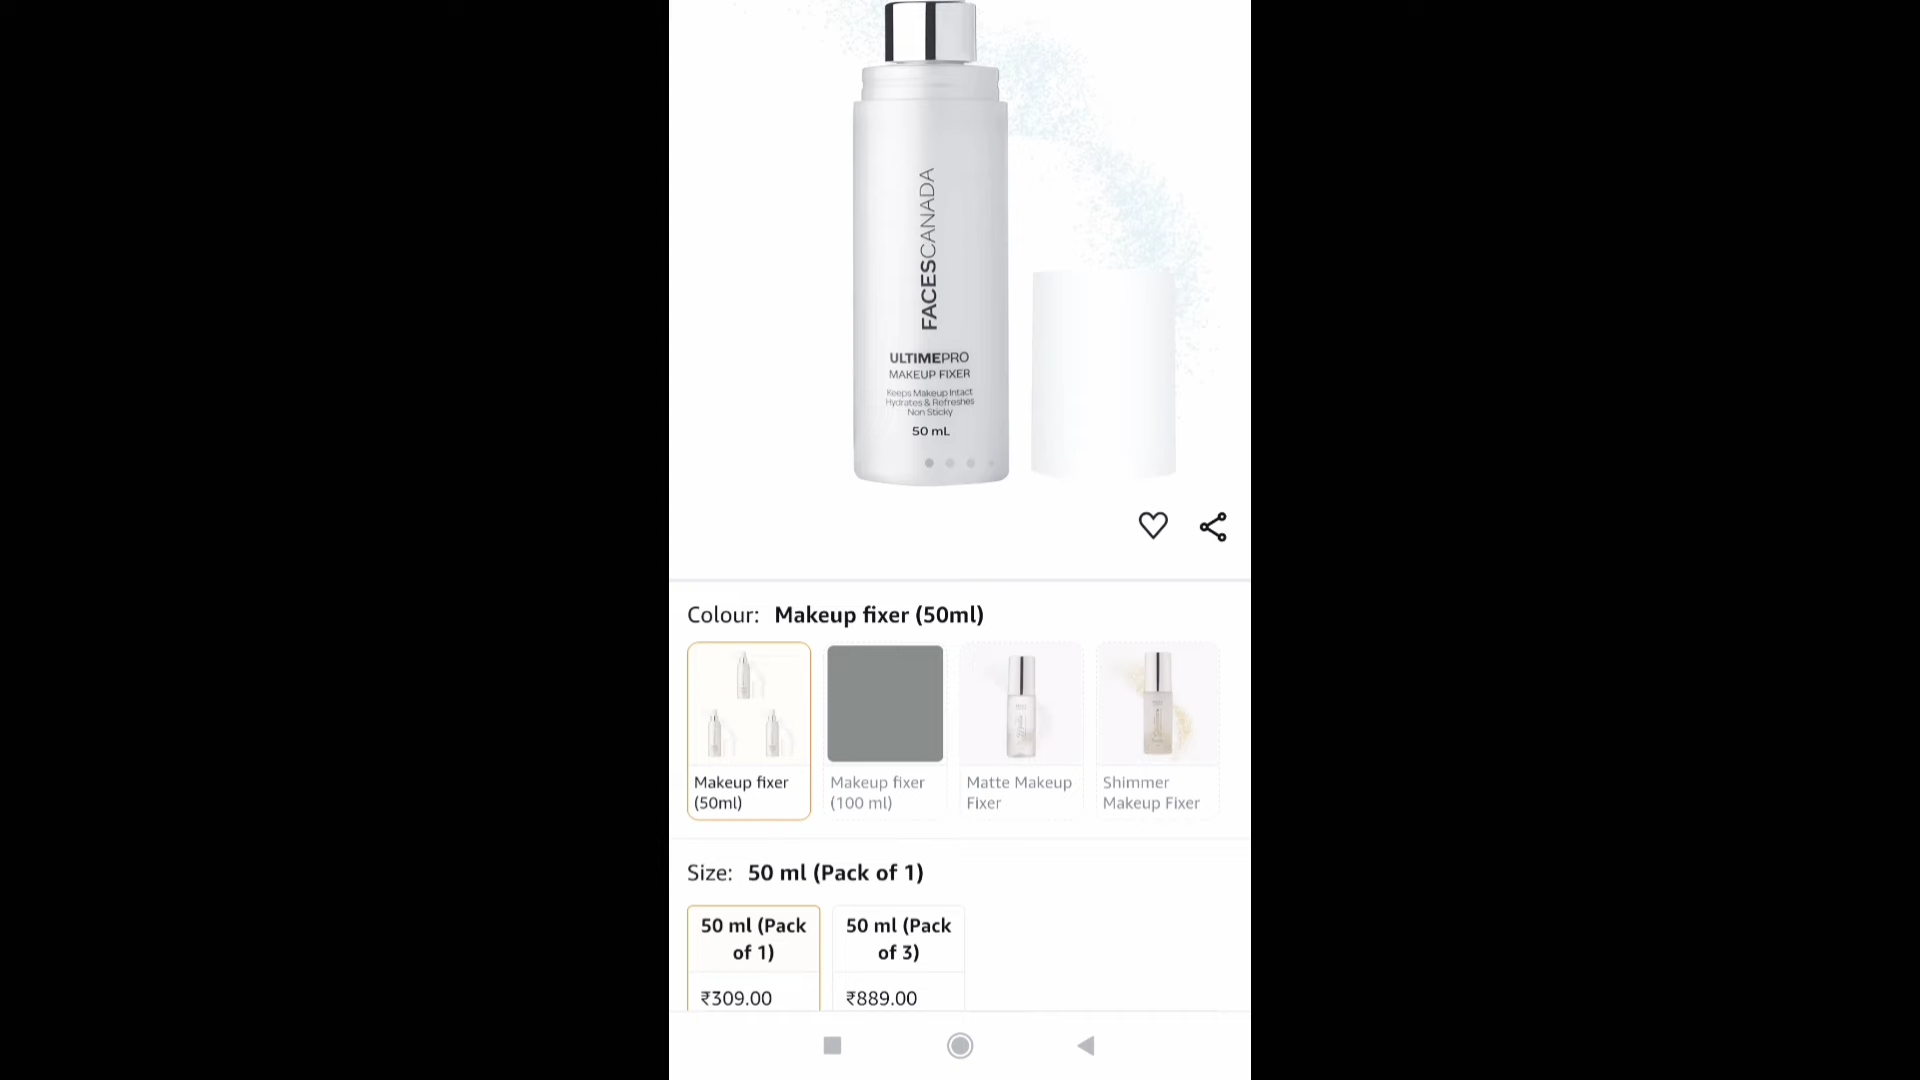 FACESCANADA
ULTIMEPRO
MAKEUP FIXER
Keeps Makeup Intact
Hydrates & Refreshes
Non Sticky
50 mL
Colour: Makeup fixer (50ml)
Makeup fixer
(50ml)
Makeup fixer
(100 ml)
Matte Makeup
Fixer
Shimmer
Makeup Fixer
Size: 50 ml (Pack of 1)
50 ml (Pack
of 1)
50 ml (Pack
of 3)
₹309.00
₹889.00